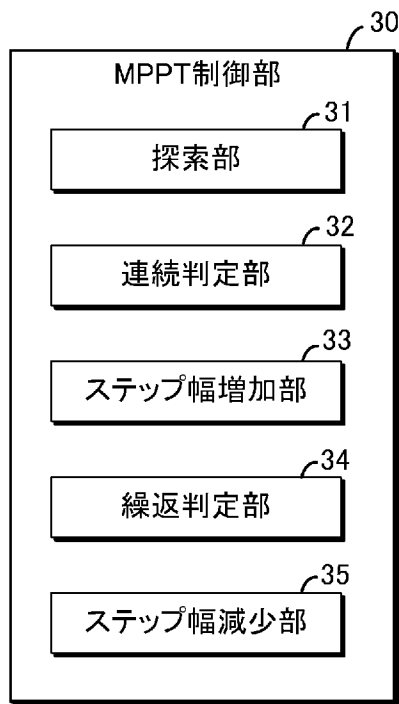 30
MPPT制御部
31
探索部
32
連続判定部
33
ステップ幅増加部
34
繰返判定部
35
ステップ幅減少部